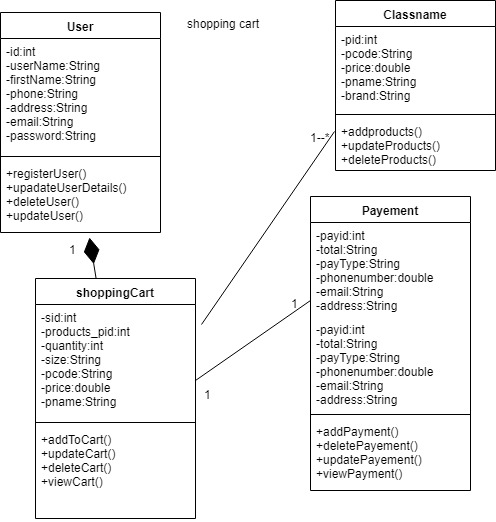 User
-id:int
-userName:String
-firstName:String
-phone:String
-address:String
-email:String
-password:String
+registerUser()
+upadateUserDetails()
+deleteUser()
+updateUser()
shopping cart
Classname
-pid:int
-pcode:String
-price:double
-pname:String
-brand:String
+addproducts()
+updateProducts()
+deleteProducts()
1--*
1
shoppingCart
-sid:int
-products_pid:int
-quantity:int
-size:String
-pcode:String
-price:double
-pname:String
+addToCart()
+updateCart()
+deleteCart()
+viewCart()
1
1
Payement
-payid:int
-total:String
-payType:String
-phonenumber:double
-email:String
-address:String
-payid:int
-total:String
-payType:String
-phonenumber:double
-email:String
-address:String
+addPayment()
+deletePayement()
+updatePayement()
+viewPayment()